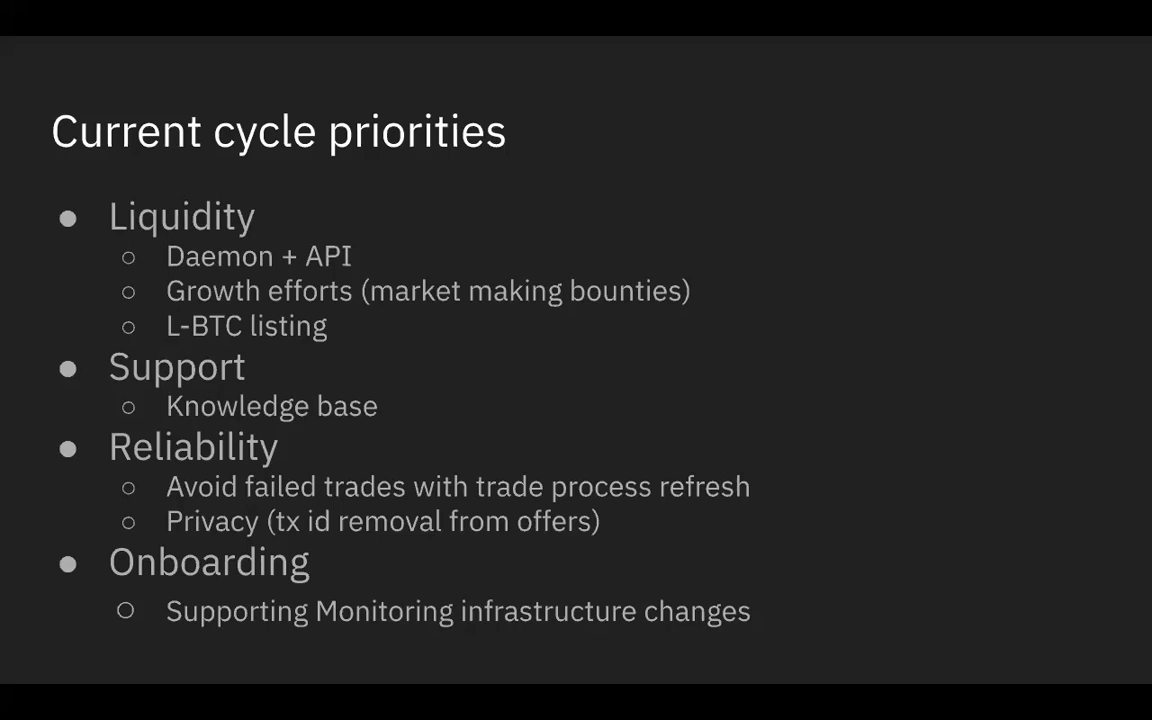 Current cycle priorities
● Liquidity
○ Daemon + API
○ Growth efforts (market making bounties)
○ L-BTC listing
● Support
○ Knowledge base
● Reliability
○ Avoid failed trades with trade process refresh
○ Privacy (tx id removal from offers)
● Onboarding
○ Supporting Monitoring infrastructure changes